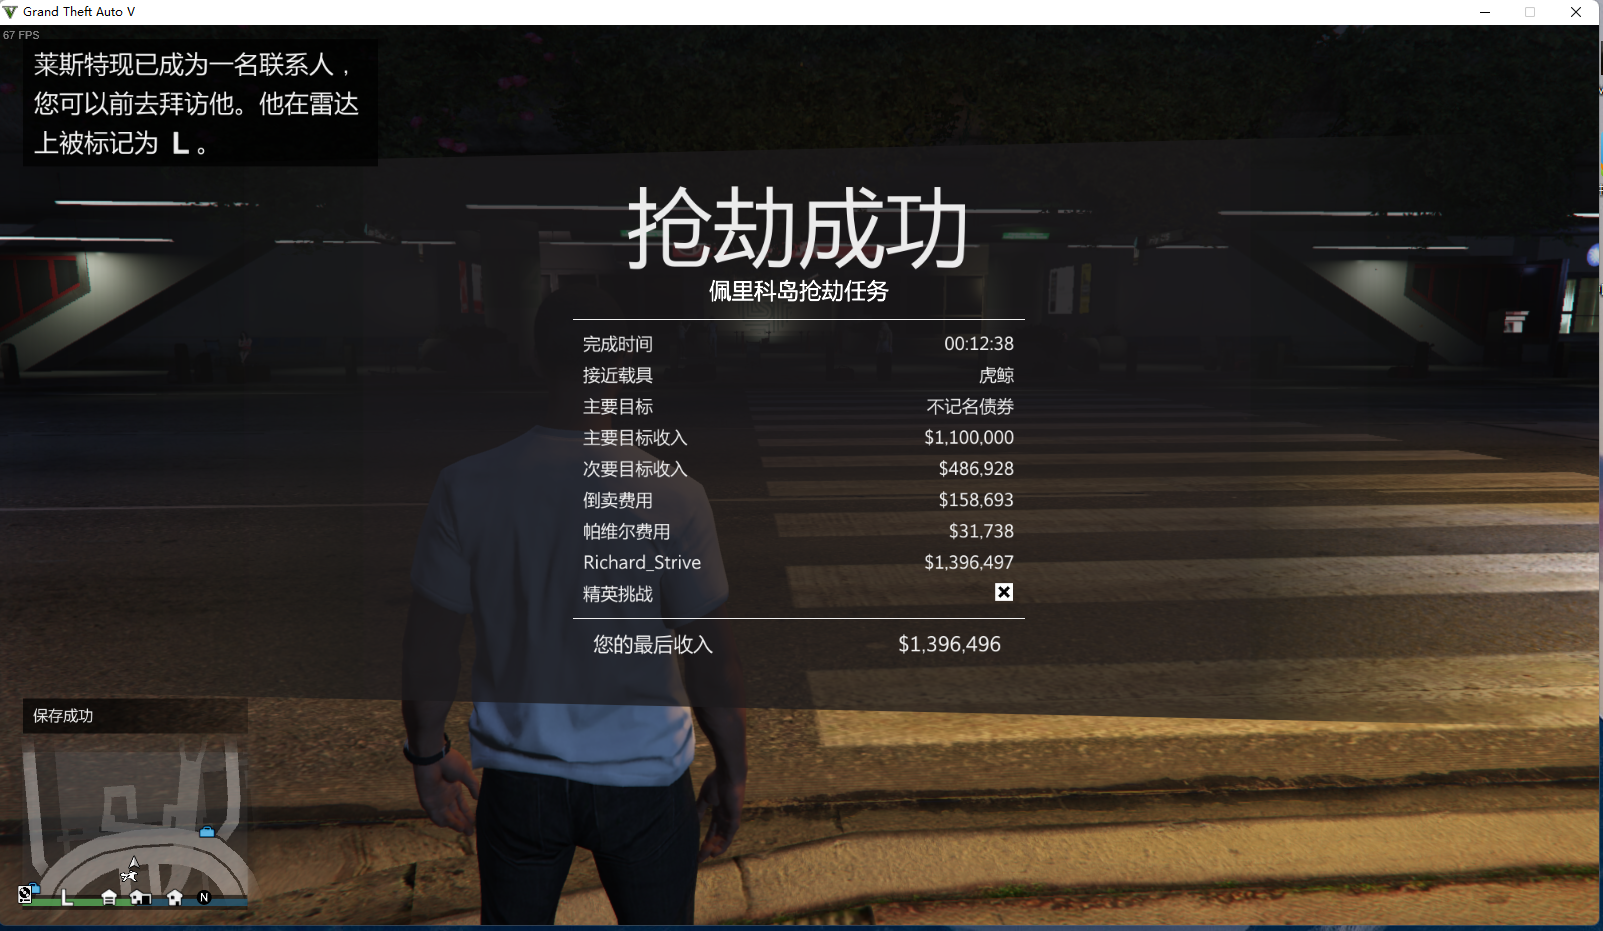 Grand Theft Auto V
67 FPS
莱斯特现已成为一名联系人，
您可以前去拜访他。他在雷达
上被标记为 L 。
抢劫成功
佩里科岛抢劫任务
完成时间 00:12:38
接近载具 虎鲸
主要目标 不记名债券
主要目标收入 $1,100,000
次要目标收入 $486,928
倒卖费用 $158,693
帕维尔费用 $31,738
Richard_Strive $1,396,497
精英挑战
您的最后收入 $1,396,496
保存成功
L N